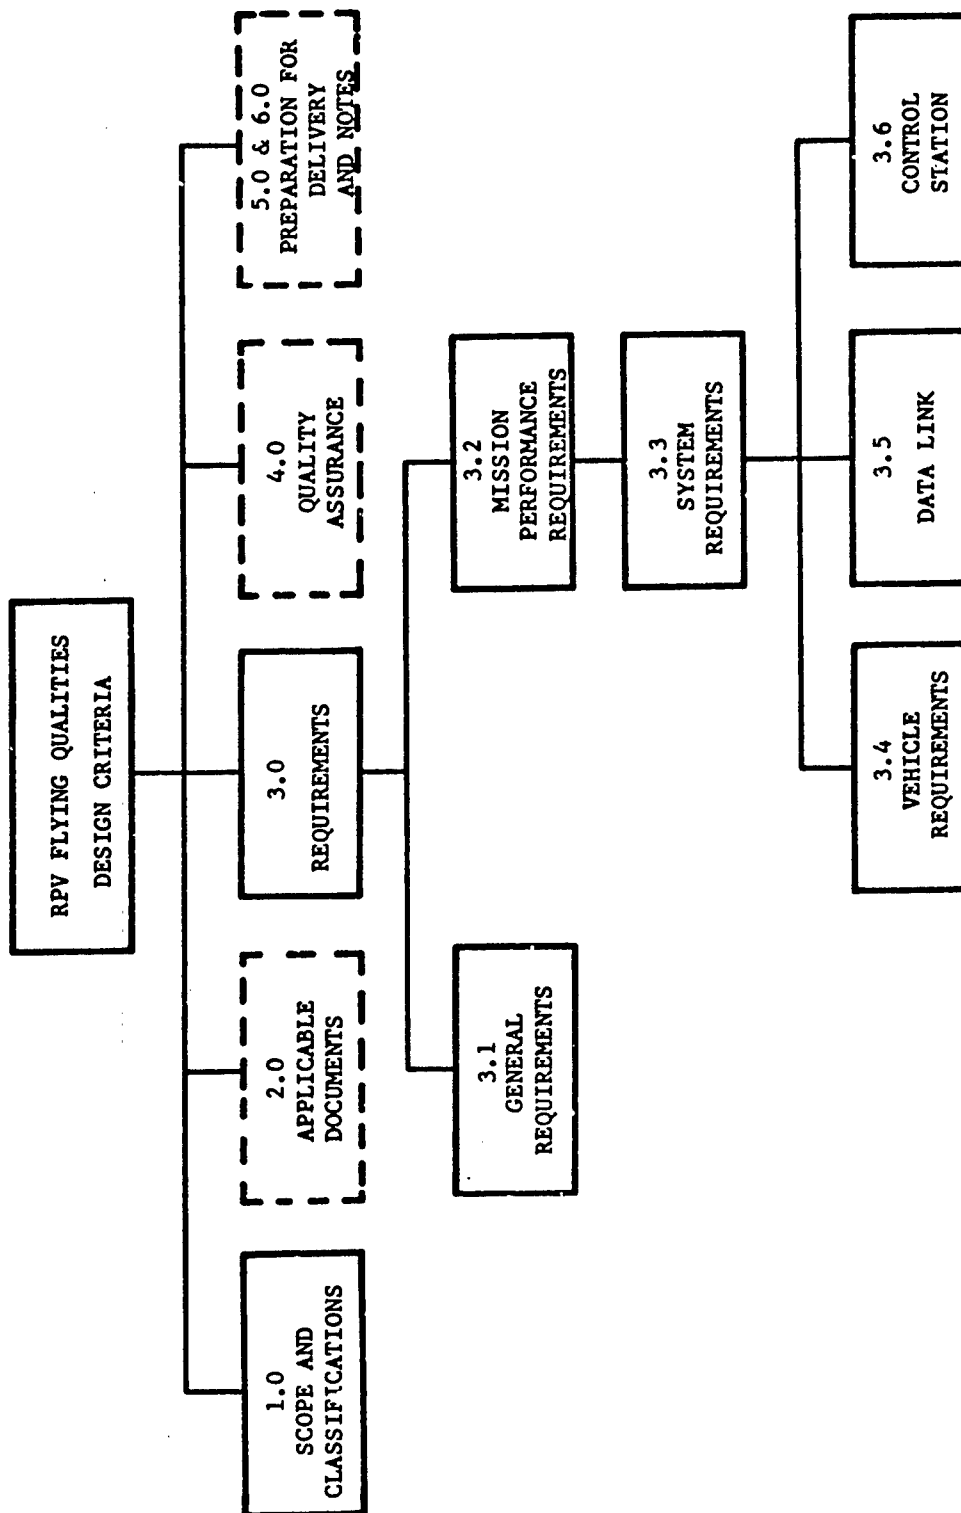 RPV FLYING QUALITIES
DESIGN CRITERIA
1.0
SCOPE AND
CLASSIFICATIONS
2.0
APPLICABLE
DOCUMENTS
3.0
REQUIREMENTS
4.0
QUALITY
ASSURANCE
5.0 & 6.0
PREPARATION FOR
DELIVERY
AND NOTES
3.1
GENERAL
REQUIREMENTS
3.2
MISSION
PERFORMANCE
REQUIREMENTS
3.3
SYSTEM
REQUIREMENTS
3.4
VEHICLE
REQUIREMENTS
3.5
DATA LINK
3.6
CONTROL
STATION